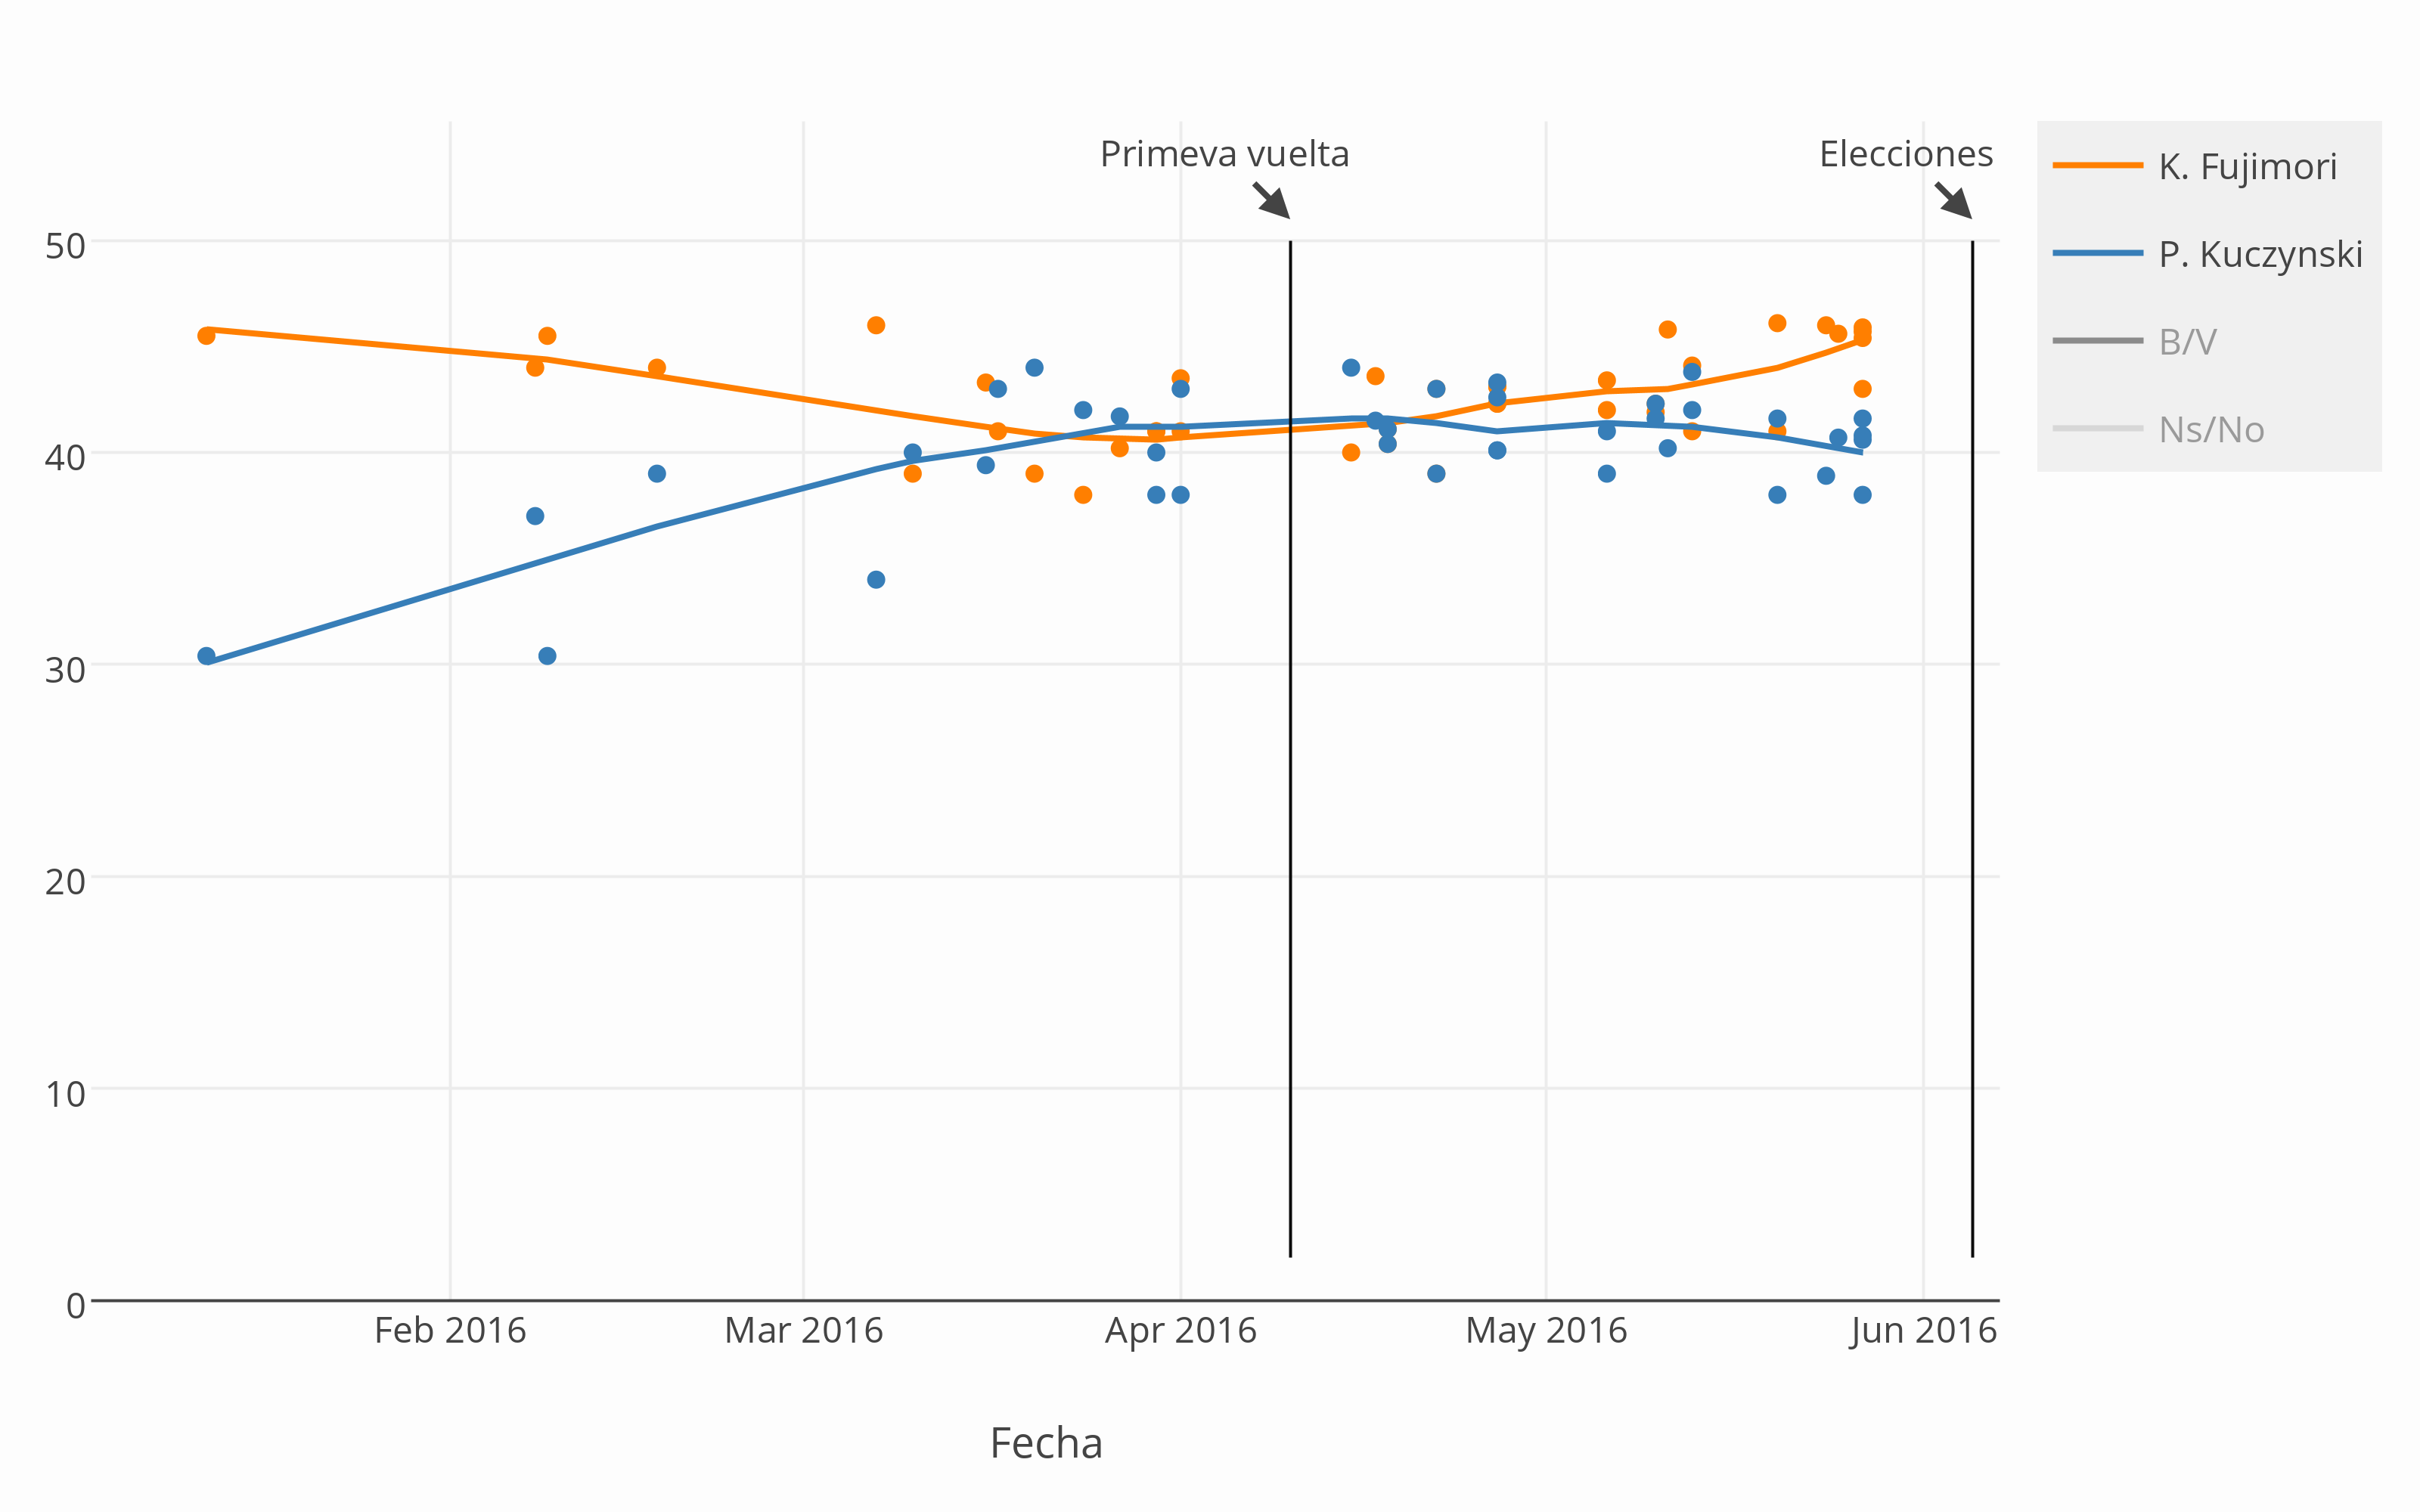 Primeva vuelta
Elecciones
K. Fujimori
P. Kuczynski
B/V
Ns/No
50
40
30
20
10
0
Feb 2016
Mar 2016
Apr 2016
May 2016
Jun 2016
Fecha